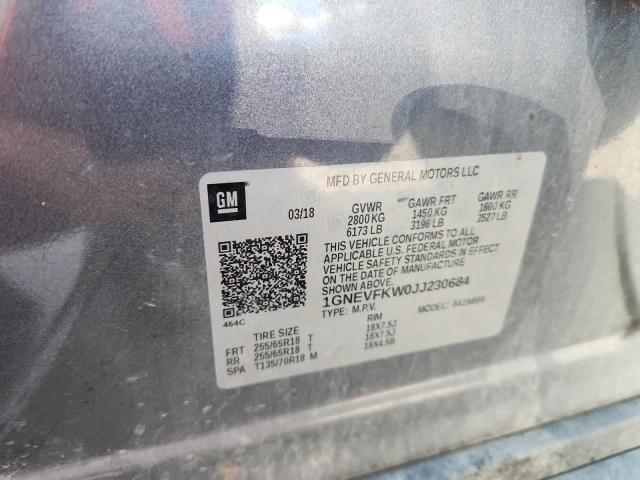 MFD BY GENERAL MOTORS LLC
GM
03/18
GVWR GAWR FRT GAWR RR
2800 KG 1450 KG 1600 KG
6173 LB 3196 LB 3527 LB
THIS VEHICLE CONFORMS TO ALL
APPLICABLE U.S. FEDERAL MOTOR
VEHICLE SAFETY STANDARDS IN EFFECT
ON THE DATE OF MANUFACTURE
SHOWN ABOVE.
1GNEVFKW0JJ230684
TYPE: M.P.V. MODEL:
464C
TIRE SIZE RIM
FRT 255/65R18 T 18X7.5J
RR 255/65R18 T 18X7.5J
SPA T135/70R18 M 18X4.5B